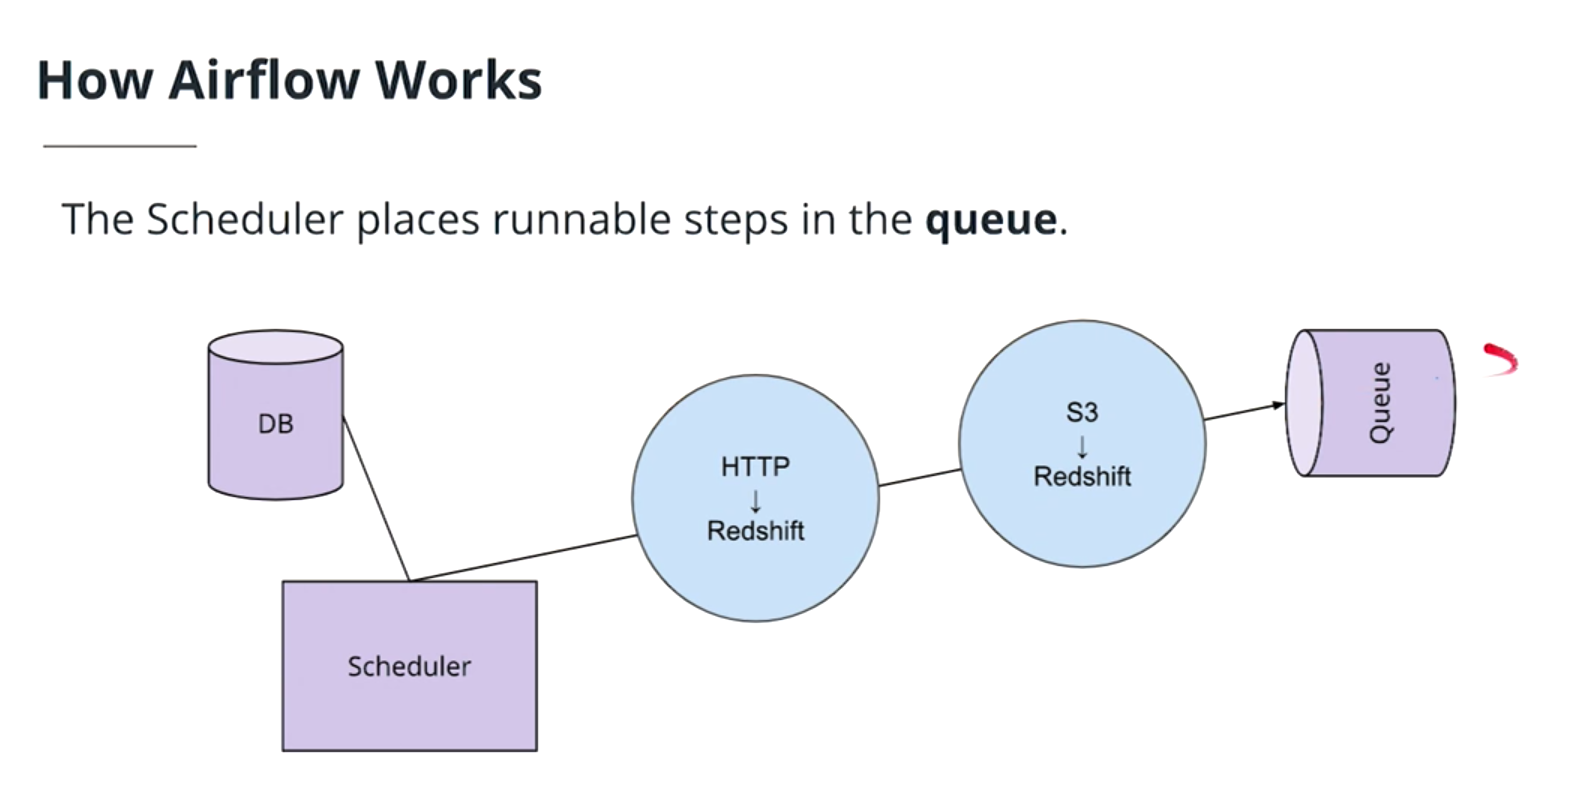 How Airflow Works
The Scheduler places runnable steps in the queue.
DB
HTTP
↓
Redshift
S3
↓
Redshift
Queue
Scheduler